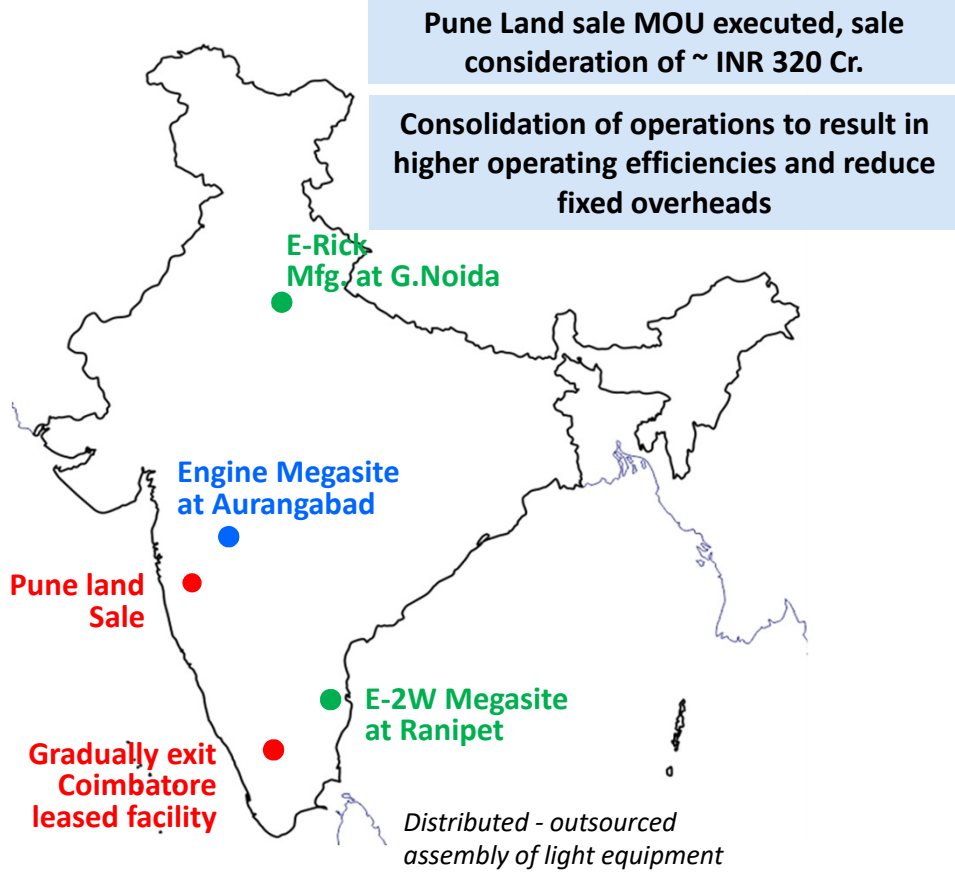 Pune Land sale MOU executed, sale
consideration of ~ INR 320 Cr.
Consolidation of operations to result in
higher operating efficiencies and reduce
fixed overheads
E-Rick
Mfg. at G.Noida
Engine Megasite
at Aurangabad
Pune land
Sale
E-2W Megasite
at Ranipet
Gradually exit
Coimbatore
leased facility
Distributed - outsourced
assembly of light equipment